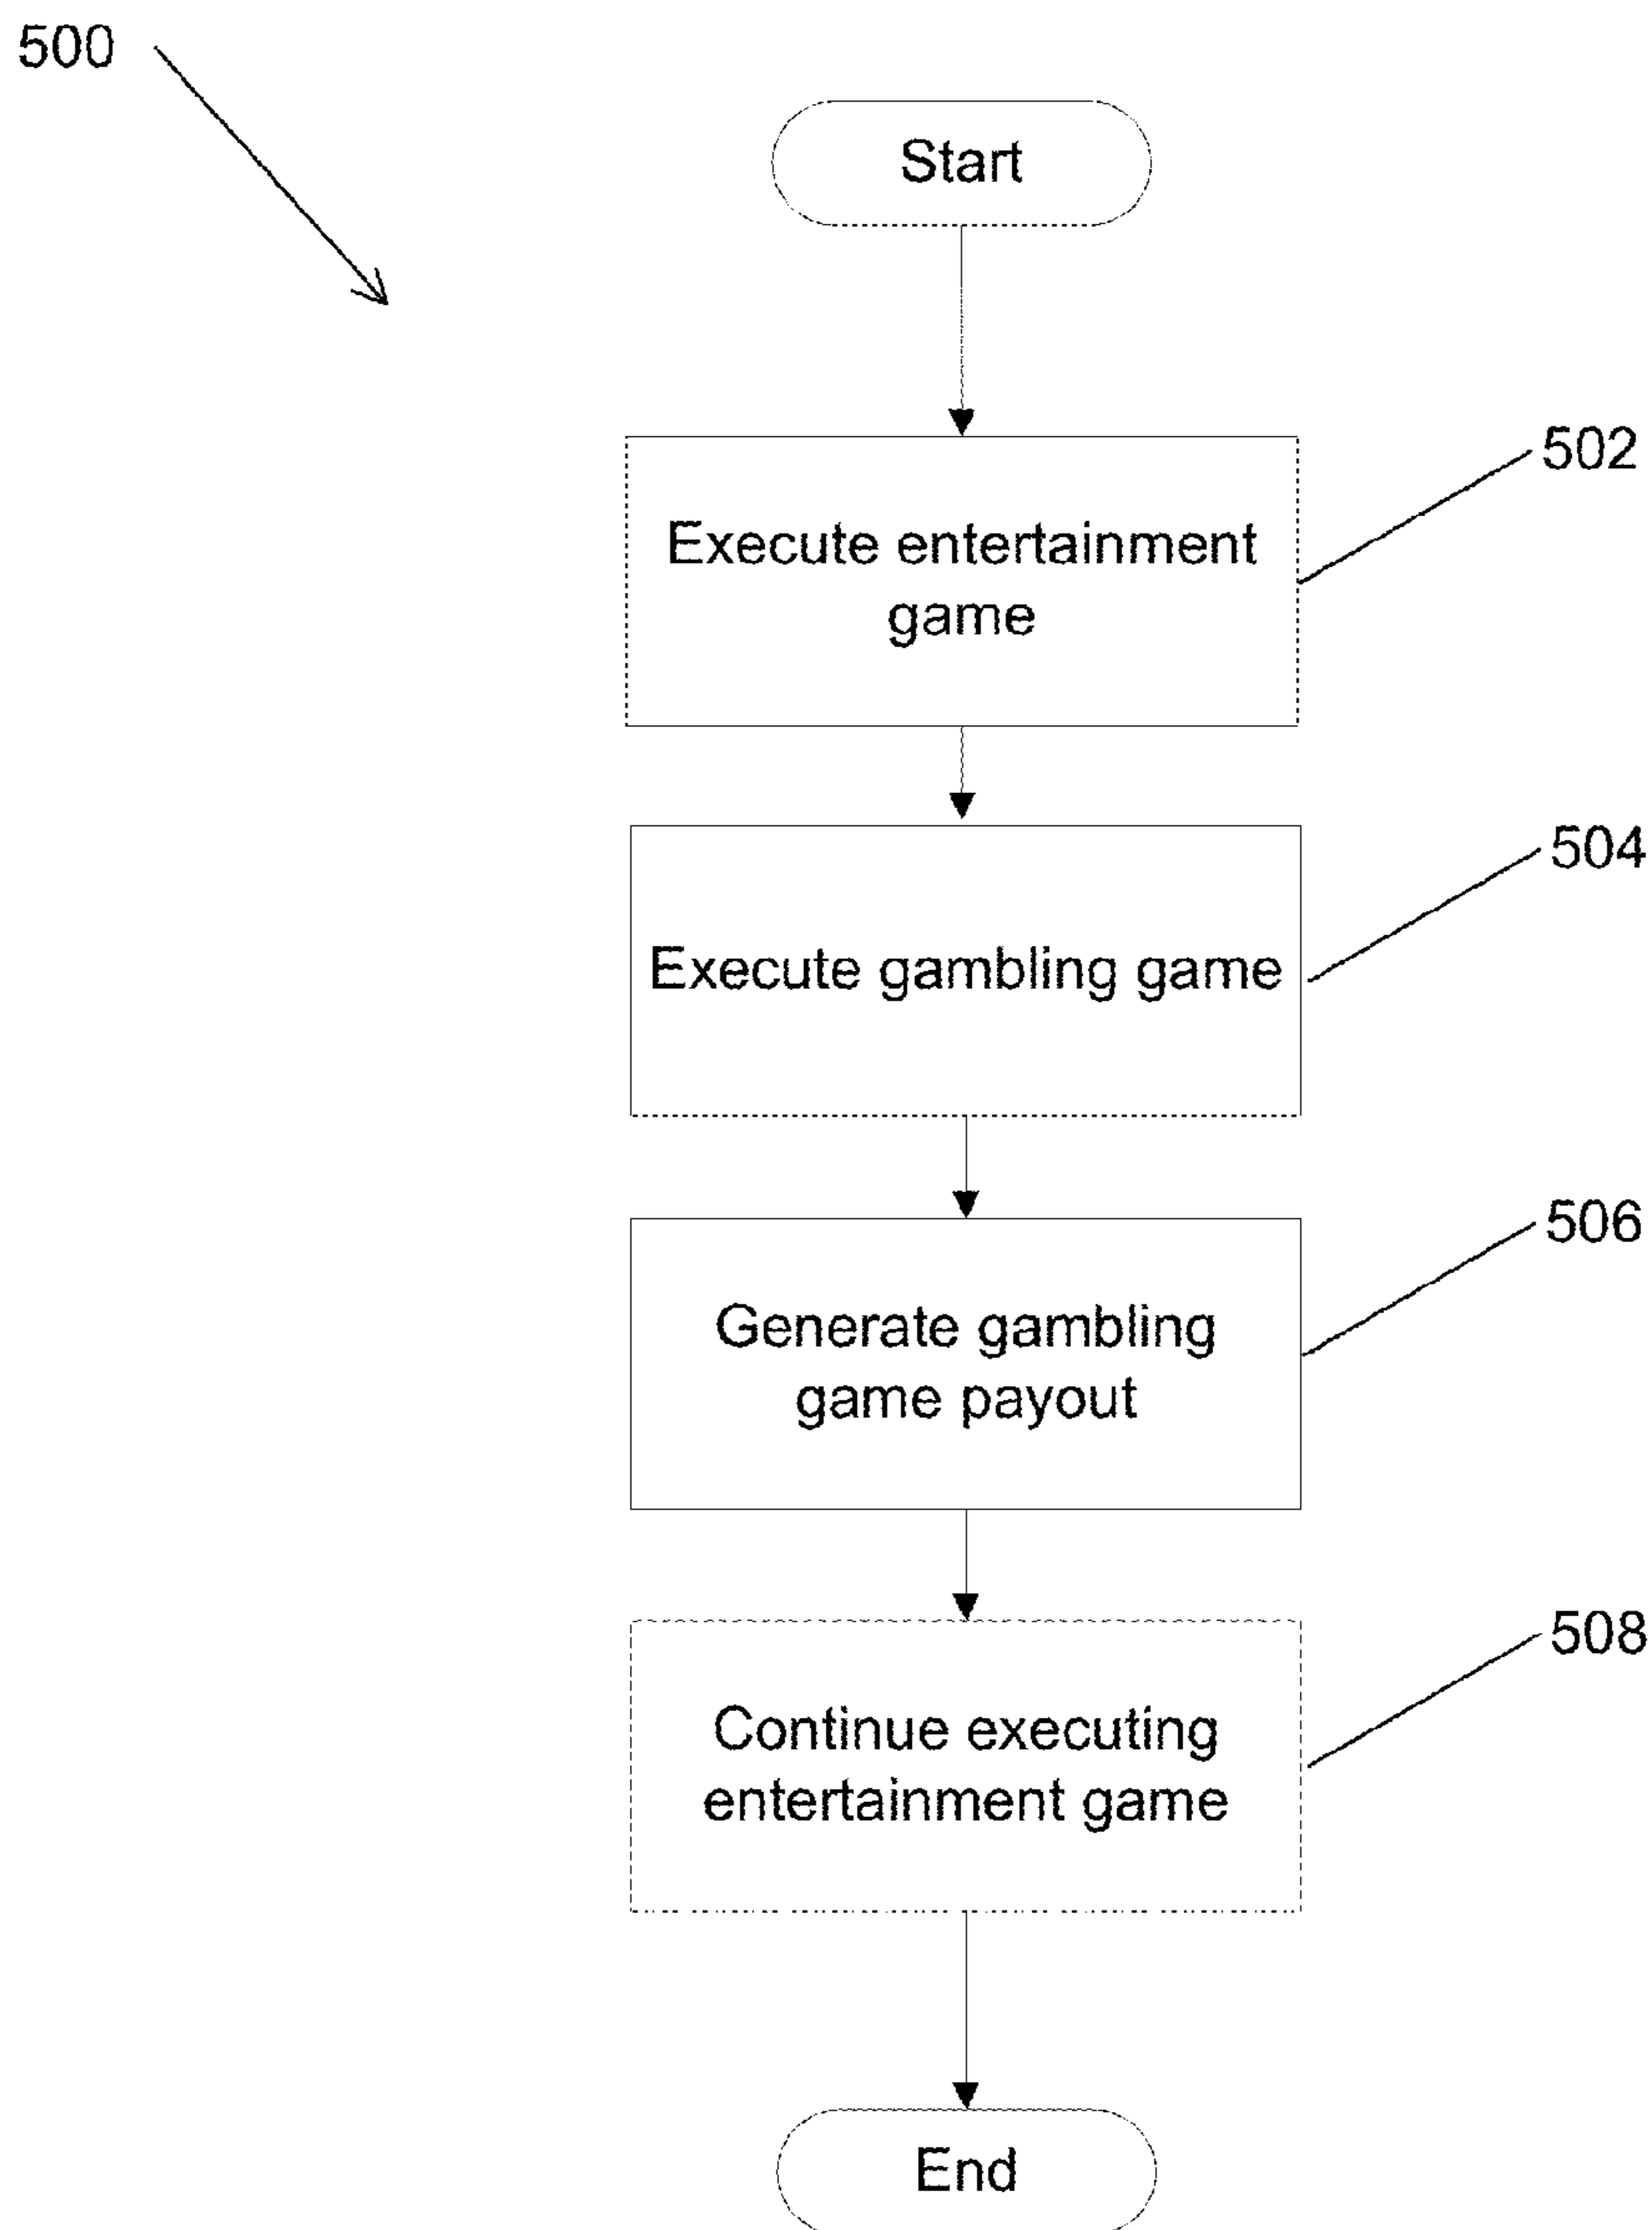 500
Start
502
Execute entertainment
game
504
Execute gambling game
506
Generate gambling
game payout
508
Continue executing
entertainment game
End